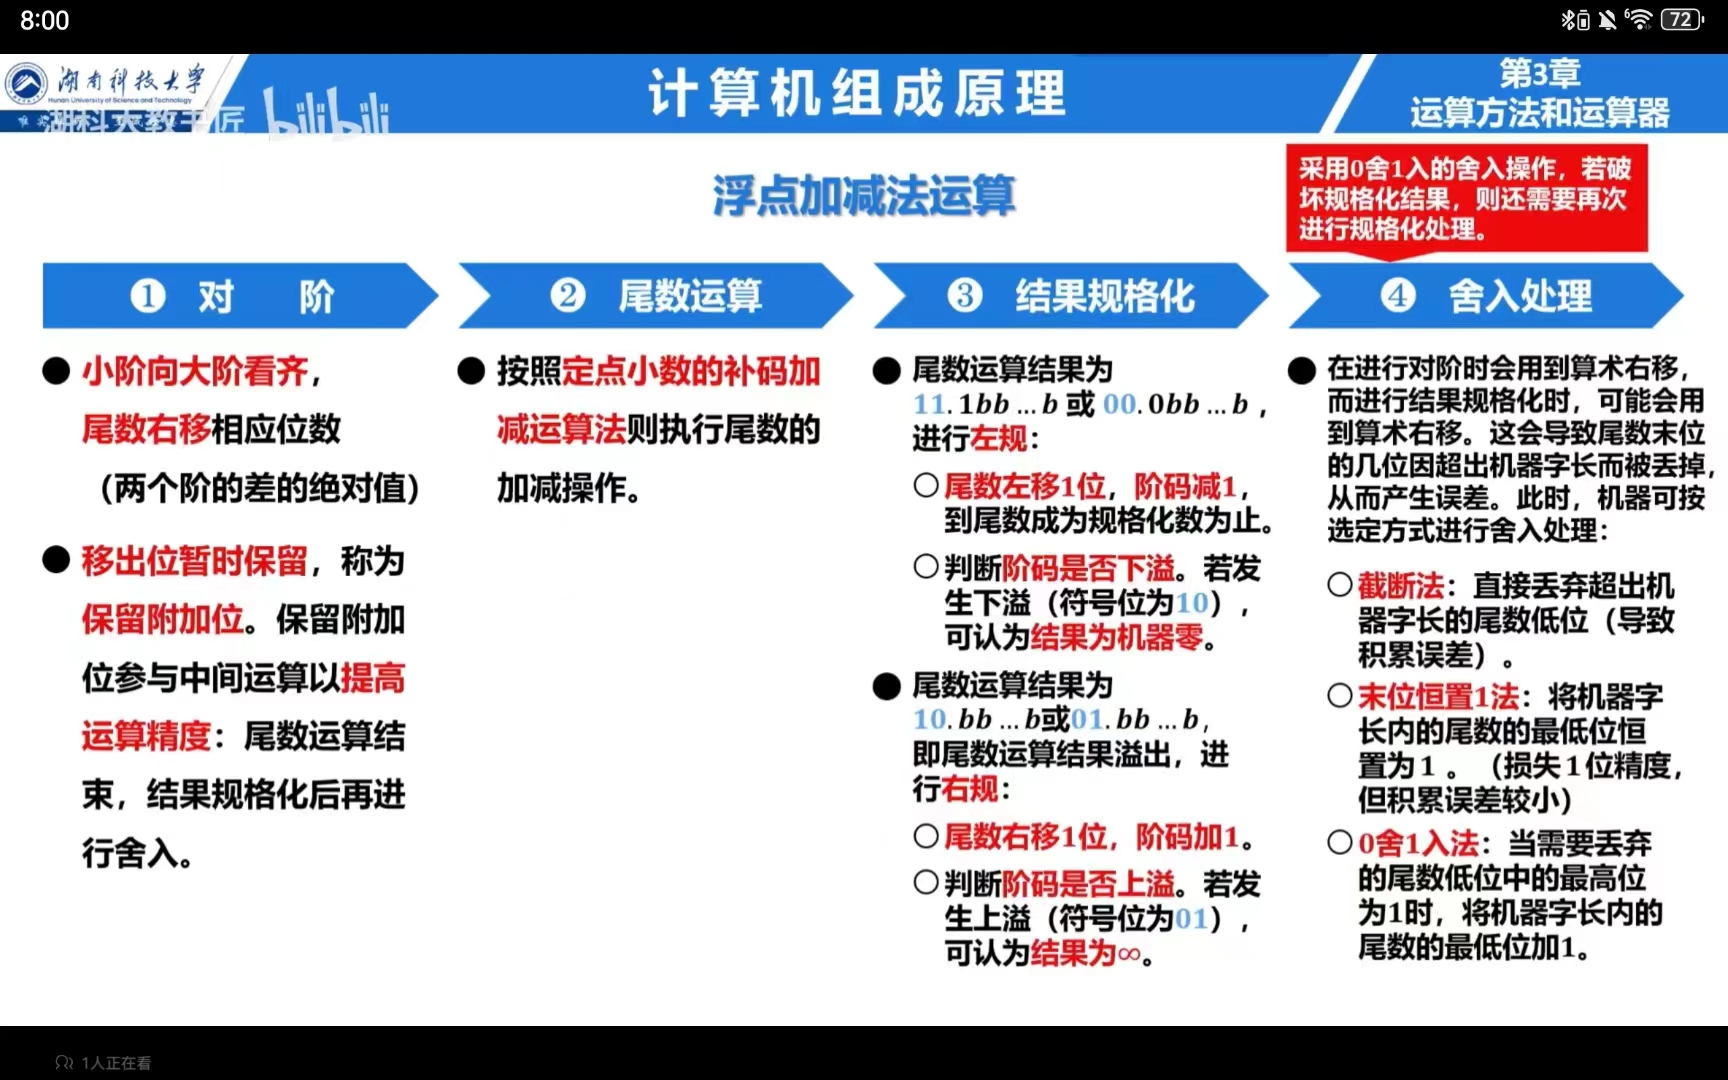 8:00
6
72
湖南科技大学
Hunan University of Science and Technology
湖科大教书匠 bilibili
计算机组成原理
第3章
运算方法和运算器
浮点加减法运算
采用0舍1入的舍入操作，若破
坏规格化结果，则还需要再次
进行规格化处理。
❶ 对 阶
❷ 尾数运算
❸ 结果规格化
❹ 舍入处理
● 小阶向大阶看齐，
尾数右移相应位数
（两个阶的差的绝对值）
● 移出位暂时保留，称为
保留附加位。保留附加
位参与中间运算以提高
运算精度：尾数运算结
束，结果规格化后再进
行舍入。
● 按照定点小数的补码加
减运算法则执行尾数的
加减操作。
● 尾数运算结果为
11.1bb…b 或 00.0bb…b，
进行左规：
○ 尾数左移1位，阶码减1，
到尾数成为规格化数为止。
○ 判断阶码是否下溢。若发
生下溢（符号位为10），
可认为结果为机器零。
● 尾数运算结果为
10.bb…b或01.bb…b，
即尾数运算结果溢出，进
行右规：
○ 尾数右移1位，阶码加1。
○ 判断阶码是否上溢。若发
生上溢（符号位为01），
可认为结果为∞。
● 在进行对阶时会用到算术右移，
而进行结果规格化时，可能会用
到算术右移。这会导致尾数末位
的几位因超出机器字长而被丢掉，
从而产生误差。此时，机器可按
选定方式进行舍入处理：
○ 截断法：直接丢弃超出机
器字长的尾数低位（导致
积累误差）。
○ 末位恒置1法：将机器字
长内的尾数的最低位恒
置为1 。（损失1位精度，
但积累误差较小）
○ 0舍1入法：当需要丢弃
的尾数低位中的最高位
为1时，将机器字长内的
尾数的最低位加1。
1人正在看